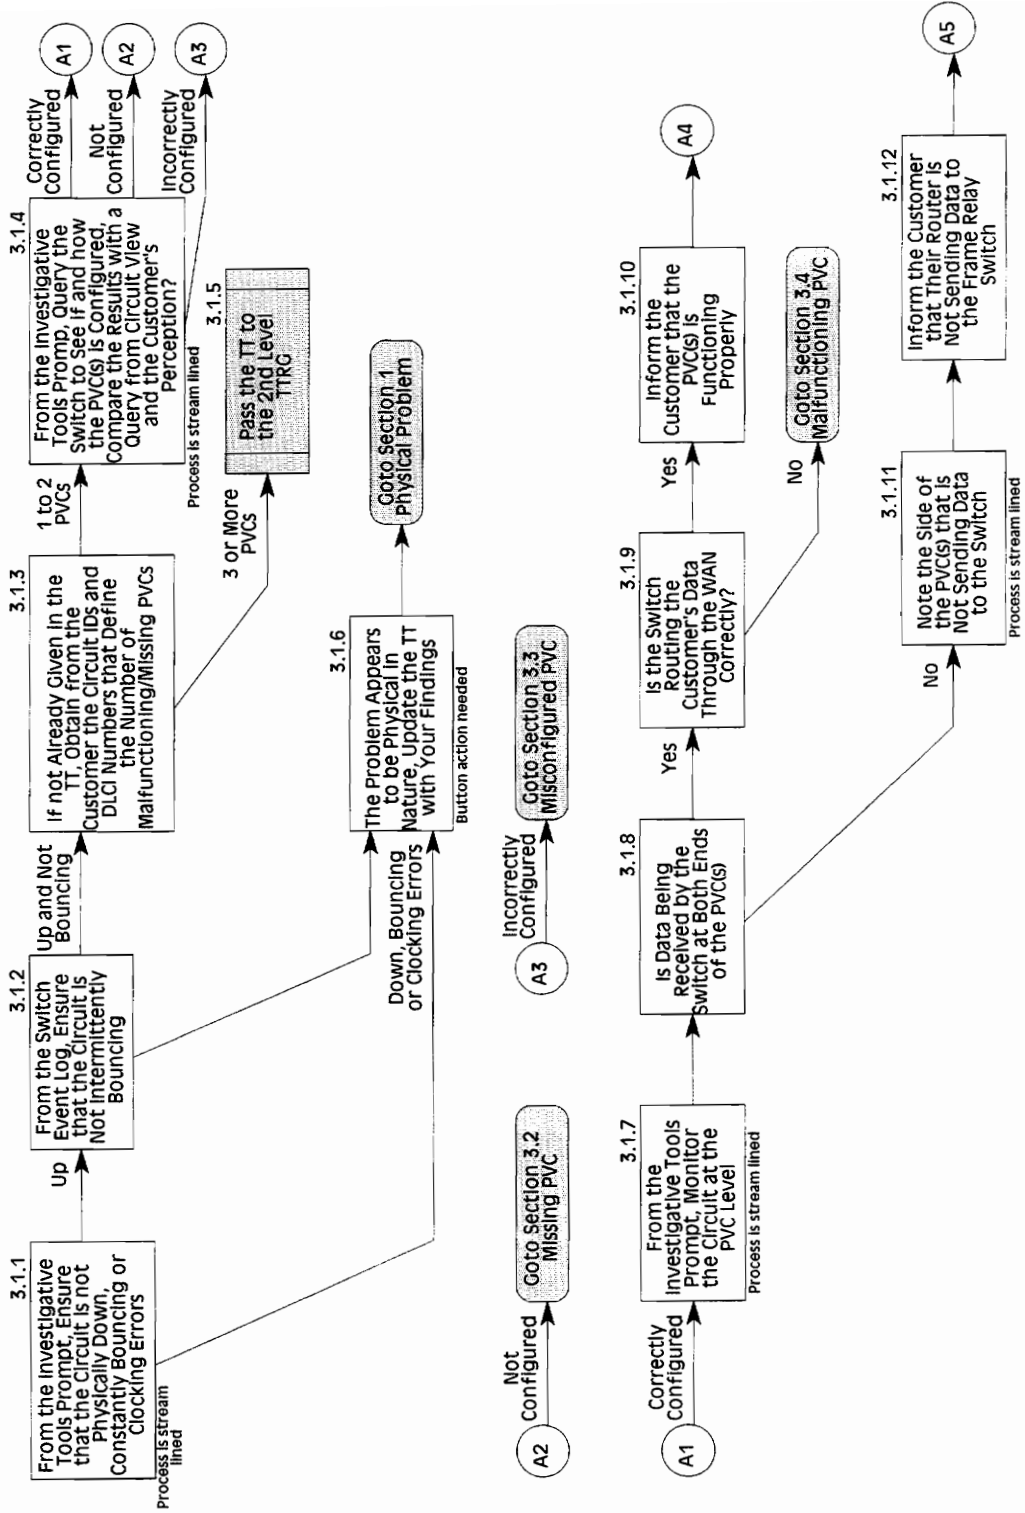 3.1.1
From the Investigative
Tools Prompt, Ensure
that the Circuit is not
Physically Down,
Constantly Bouncing or
Clocking Errors
Process is stream
lined
Up
3.1.2
From the Switch
Event Log, Ensure
that the Circuit is
Not Intermittently
Bouncing
Up and Not
Bouncing
3.1.3
If not Already Given in the
TT, Obtain from the
Customer the Circuit IDs and
DLCI Numbers that Define
the Number of
Malfunctioning/Missing PVCs
1 to 2
PVCs
3.1.4
From the Investigative
Tools Promp, Query the
Switch to See if and how
the PVC(s) is Configured,
Compare the Results with a
Query from Circuit View
and the Customer's
Perception?
Process is stream lined
Correctly
Configured
A1
Not
Configured
A2
Incorrectly
Configured
A3
3 or More
PVCs
3.1.5
Pass the TT to
the 2nd Level
TTRG
Down, Bouncing
or Clocking Errors
3.1.6
The Problem Appears
to be Physical in
Nature, Update the TT
with Your Findings
Button action needed
Goto Section 1
Physical Problem
A2
Not
Configured
Goto Section 3.2
Missing PVC
A3
Incorrectly
Configured
Goto Section 3.3
Misconfigured PVC
A1
Correctly
Configured
3.1.7
From the
Investigative Tools
Prompt, Monitor
the Circuit at the
PVC Level
Process is stream lined
3.1.8
Is Data Being
Received by the
Switch at Both Ends
of the PVC(s)
Yes
3.1.9
Is the Switch
Routing the
Customer's Data
Through the WAN
Correctly?
Yes
3.1.10
Inform the
Customer that the
PVC(s) is
Functioning
Properly
A4
No
Goto Section 3.4
Malfunctioning PVC
No
3.1.11
Note the Side of
the PVC(s) that is
Not Sending Data
to the Switch
Process is stream lined
3.1.12
Inform the Customer
that Their Router is
Not Sending Data to
the Frame Relay
Switch
A5